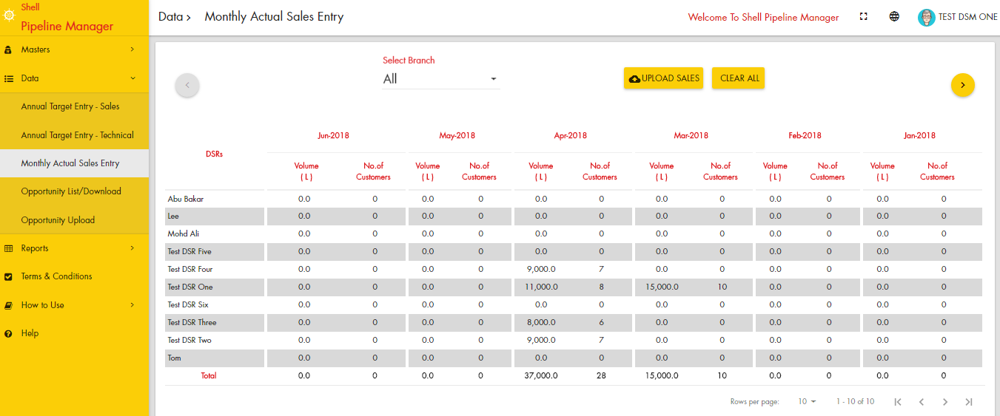 Shell
Pipeline Manager
Data › Monthly Actual Sales Entry
Welcome To Shell Pipeline Manager
TEST DSM ONE
Masters
Data
Annual Target Entry - Sales
Annual Target Entry - Technical
Monthly Actual Sales Entry
Opportunity List/Download
Opportunity Upload
Reports
Terms & Conditions
How to Use
Help
Select Branch
All
UPLOAD SALES
CLEAR ALL
DSRs Jun-2018 May-2018 Apr-2018 Mar-2018 Feb-2018 Jan-2018
Volume No.of Volume No.of Volume No.of Volume No.of Volume No.of Volume No.of
( L ) Customers ( L ) Customers ( L ) Customers ( L ) Customers ( L ) Customers ( L ) Customers
Abu Bakar 0.0 0 0.0 0 0.0 0 0.0 0 0.0 0 0.0 0
Lee 0.0 0 0.0 0 0.0 0 0.0 0 0.0 0 0.0 0
Mohd Ali 0.0 0 0.0 0 0.0 0 0.0 0 0.0 0 0.0 0
Test DSR Five 0.0 0 0.0 0 0.0 0 0.0 0 0.0 0 0.0 0
Test DSR Four 0.0 0 0.0 0 9,000.0 7 0.0 0 0.0 0 0.0 0
Test DSR One 0.0 0 0.0 0 11,000.0 8 15,000.0 10 0.0 0 0.0 0
Test DSR Six 0.0 0 0.0 0 0.0 0 0.0 0 0.0 0 0.0 0
Test DSR Three 0.0 0 0.0 0 8,000.0 6 0.0 0 0.0 0 0.0 0
Test DSR Two 0.0 0 0.0 0 9,000.0 7 0.0 0 0.0 0 0.0 0
Tom 0.0 0 0.0 0 0.0 0 0.0 0 0.0 0 0.0 0
Total 0.0 0 0.0 0 37,000.0 28 15,000.0 10 0.0 0 0.0 0
Rows per page: 10 1 - 10 of 10